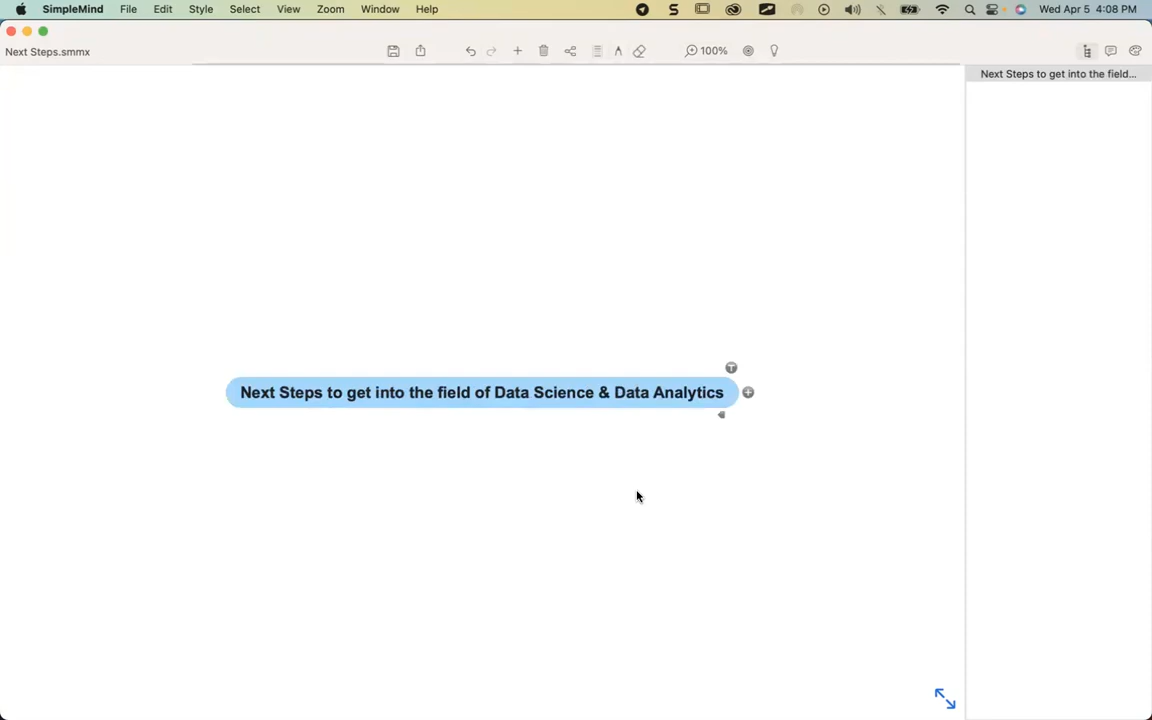 SimpleMind File Edit Style Select View Zoom Window Help Wed Apr 5 4:08 PM
Next Steps.smmx 100%
Next Steps to get into the field...
Next Steps to get into the field of Data Science & Data Analytics